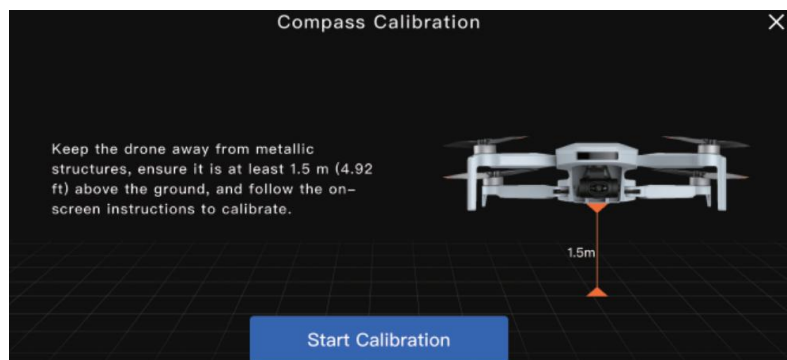 Compass Calibration
Keep the drone away from metallic
structures, ensure it is at least 1.5 m (4.92
ft) above the ground, and follow the on-
screen instructions to calibrate.
1.5m
Start Calibration